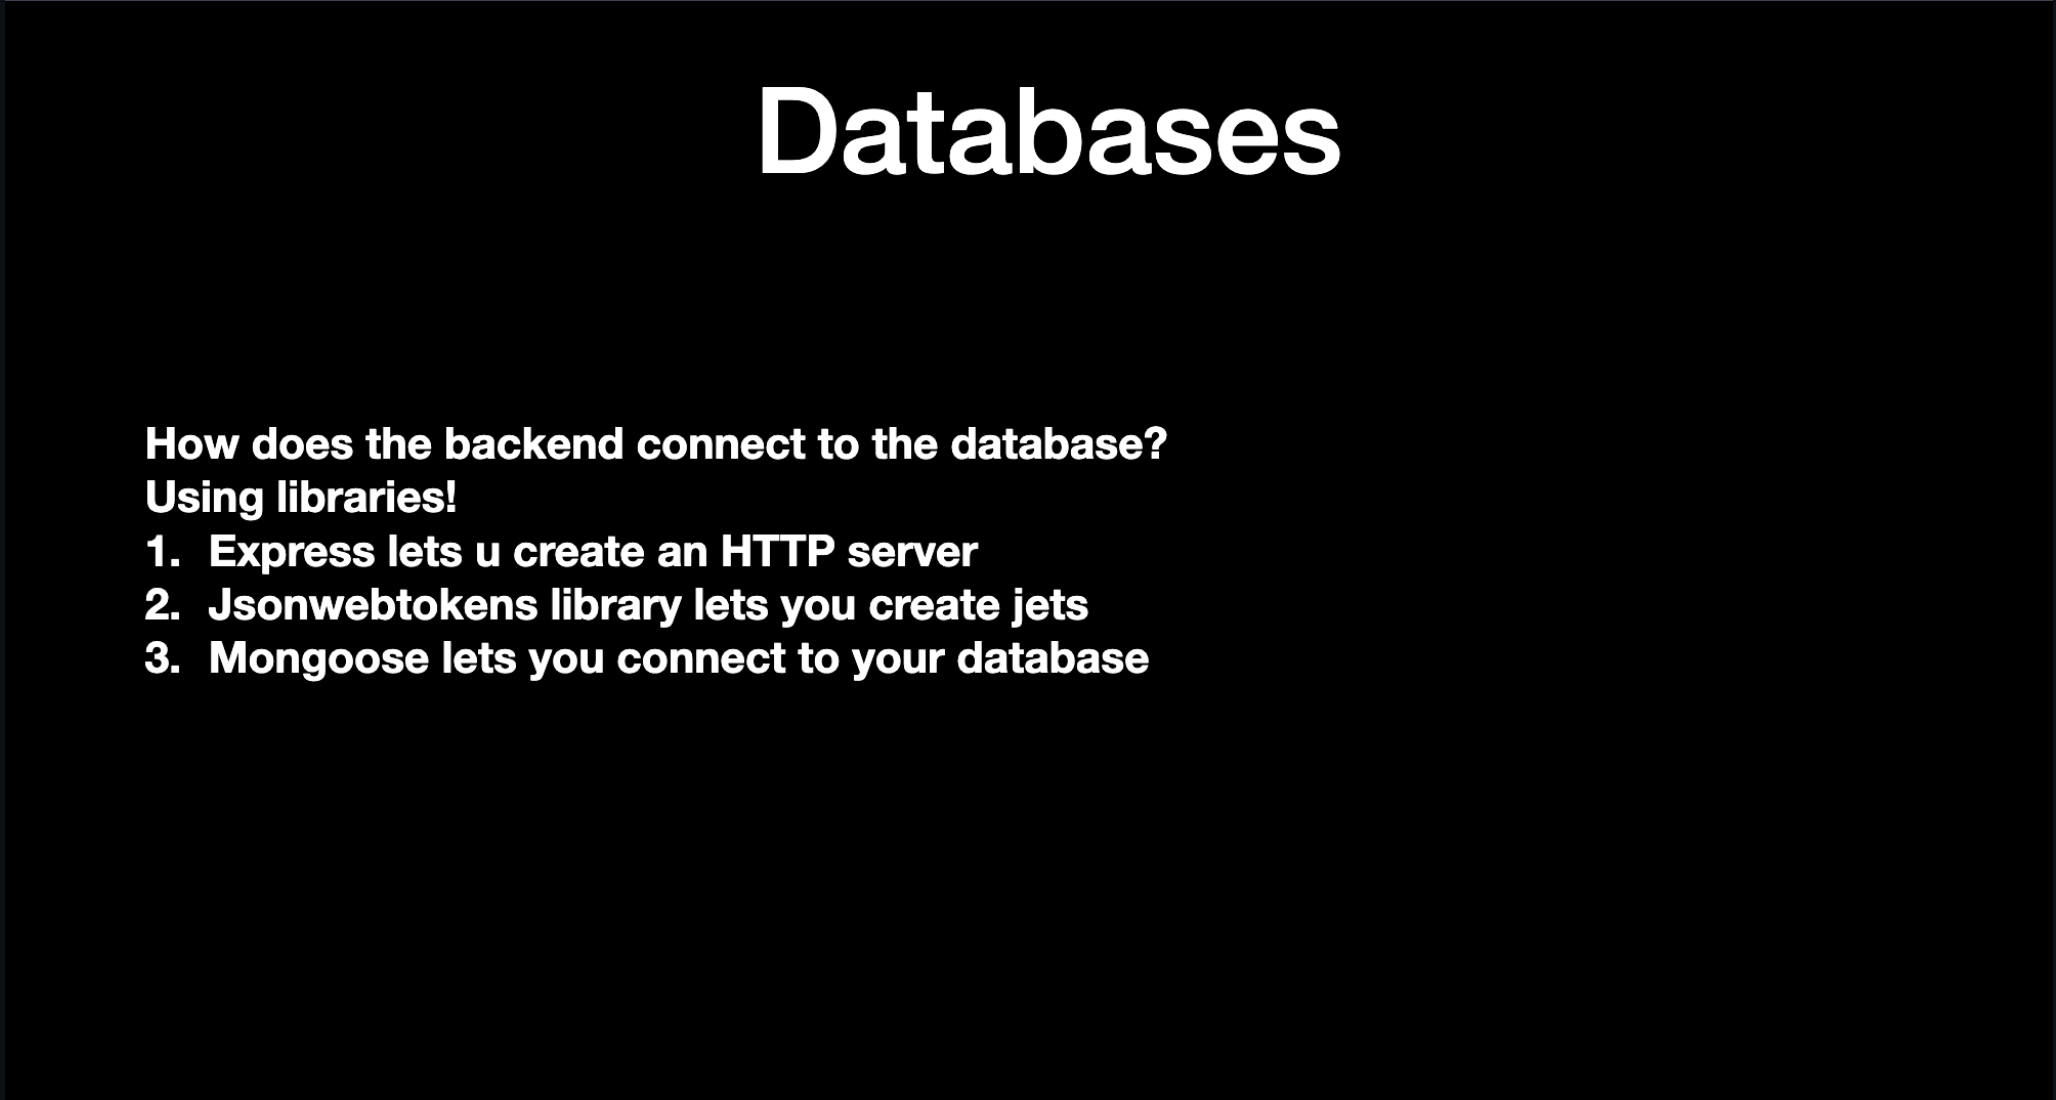 Databases
How does the backend connect to the database?
Using libraries!
1. Express lets u create an HTTP server
2. Jsonwebtokens library lets you create jets
3. Mongoose lets you connect to your database